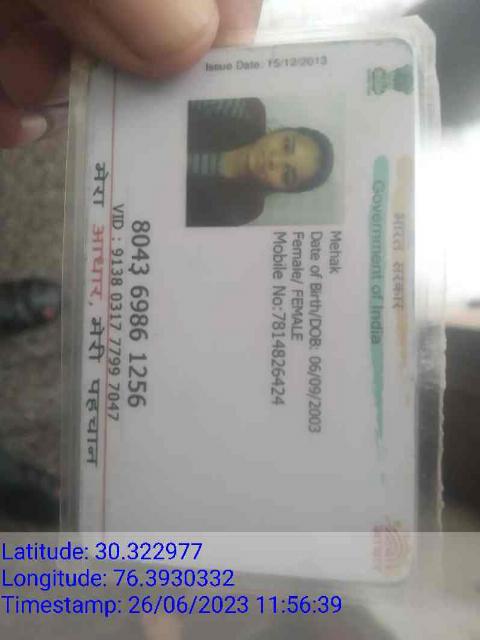 भारत सरकार
Government of India
Issue Date: 15/12/2013
Mehak
Date of Birth/DOB: 06/09/2003
Female/ FEMALE
Mobile No:7814826424
8043 6986 1256
VID : 9138 0317 7799 7047
मेरा आधार, मेरी पहचान
Latitude: 30.322977
Longitude: 76.3930332
Timestamp: 26/06/2023 11:56:39